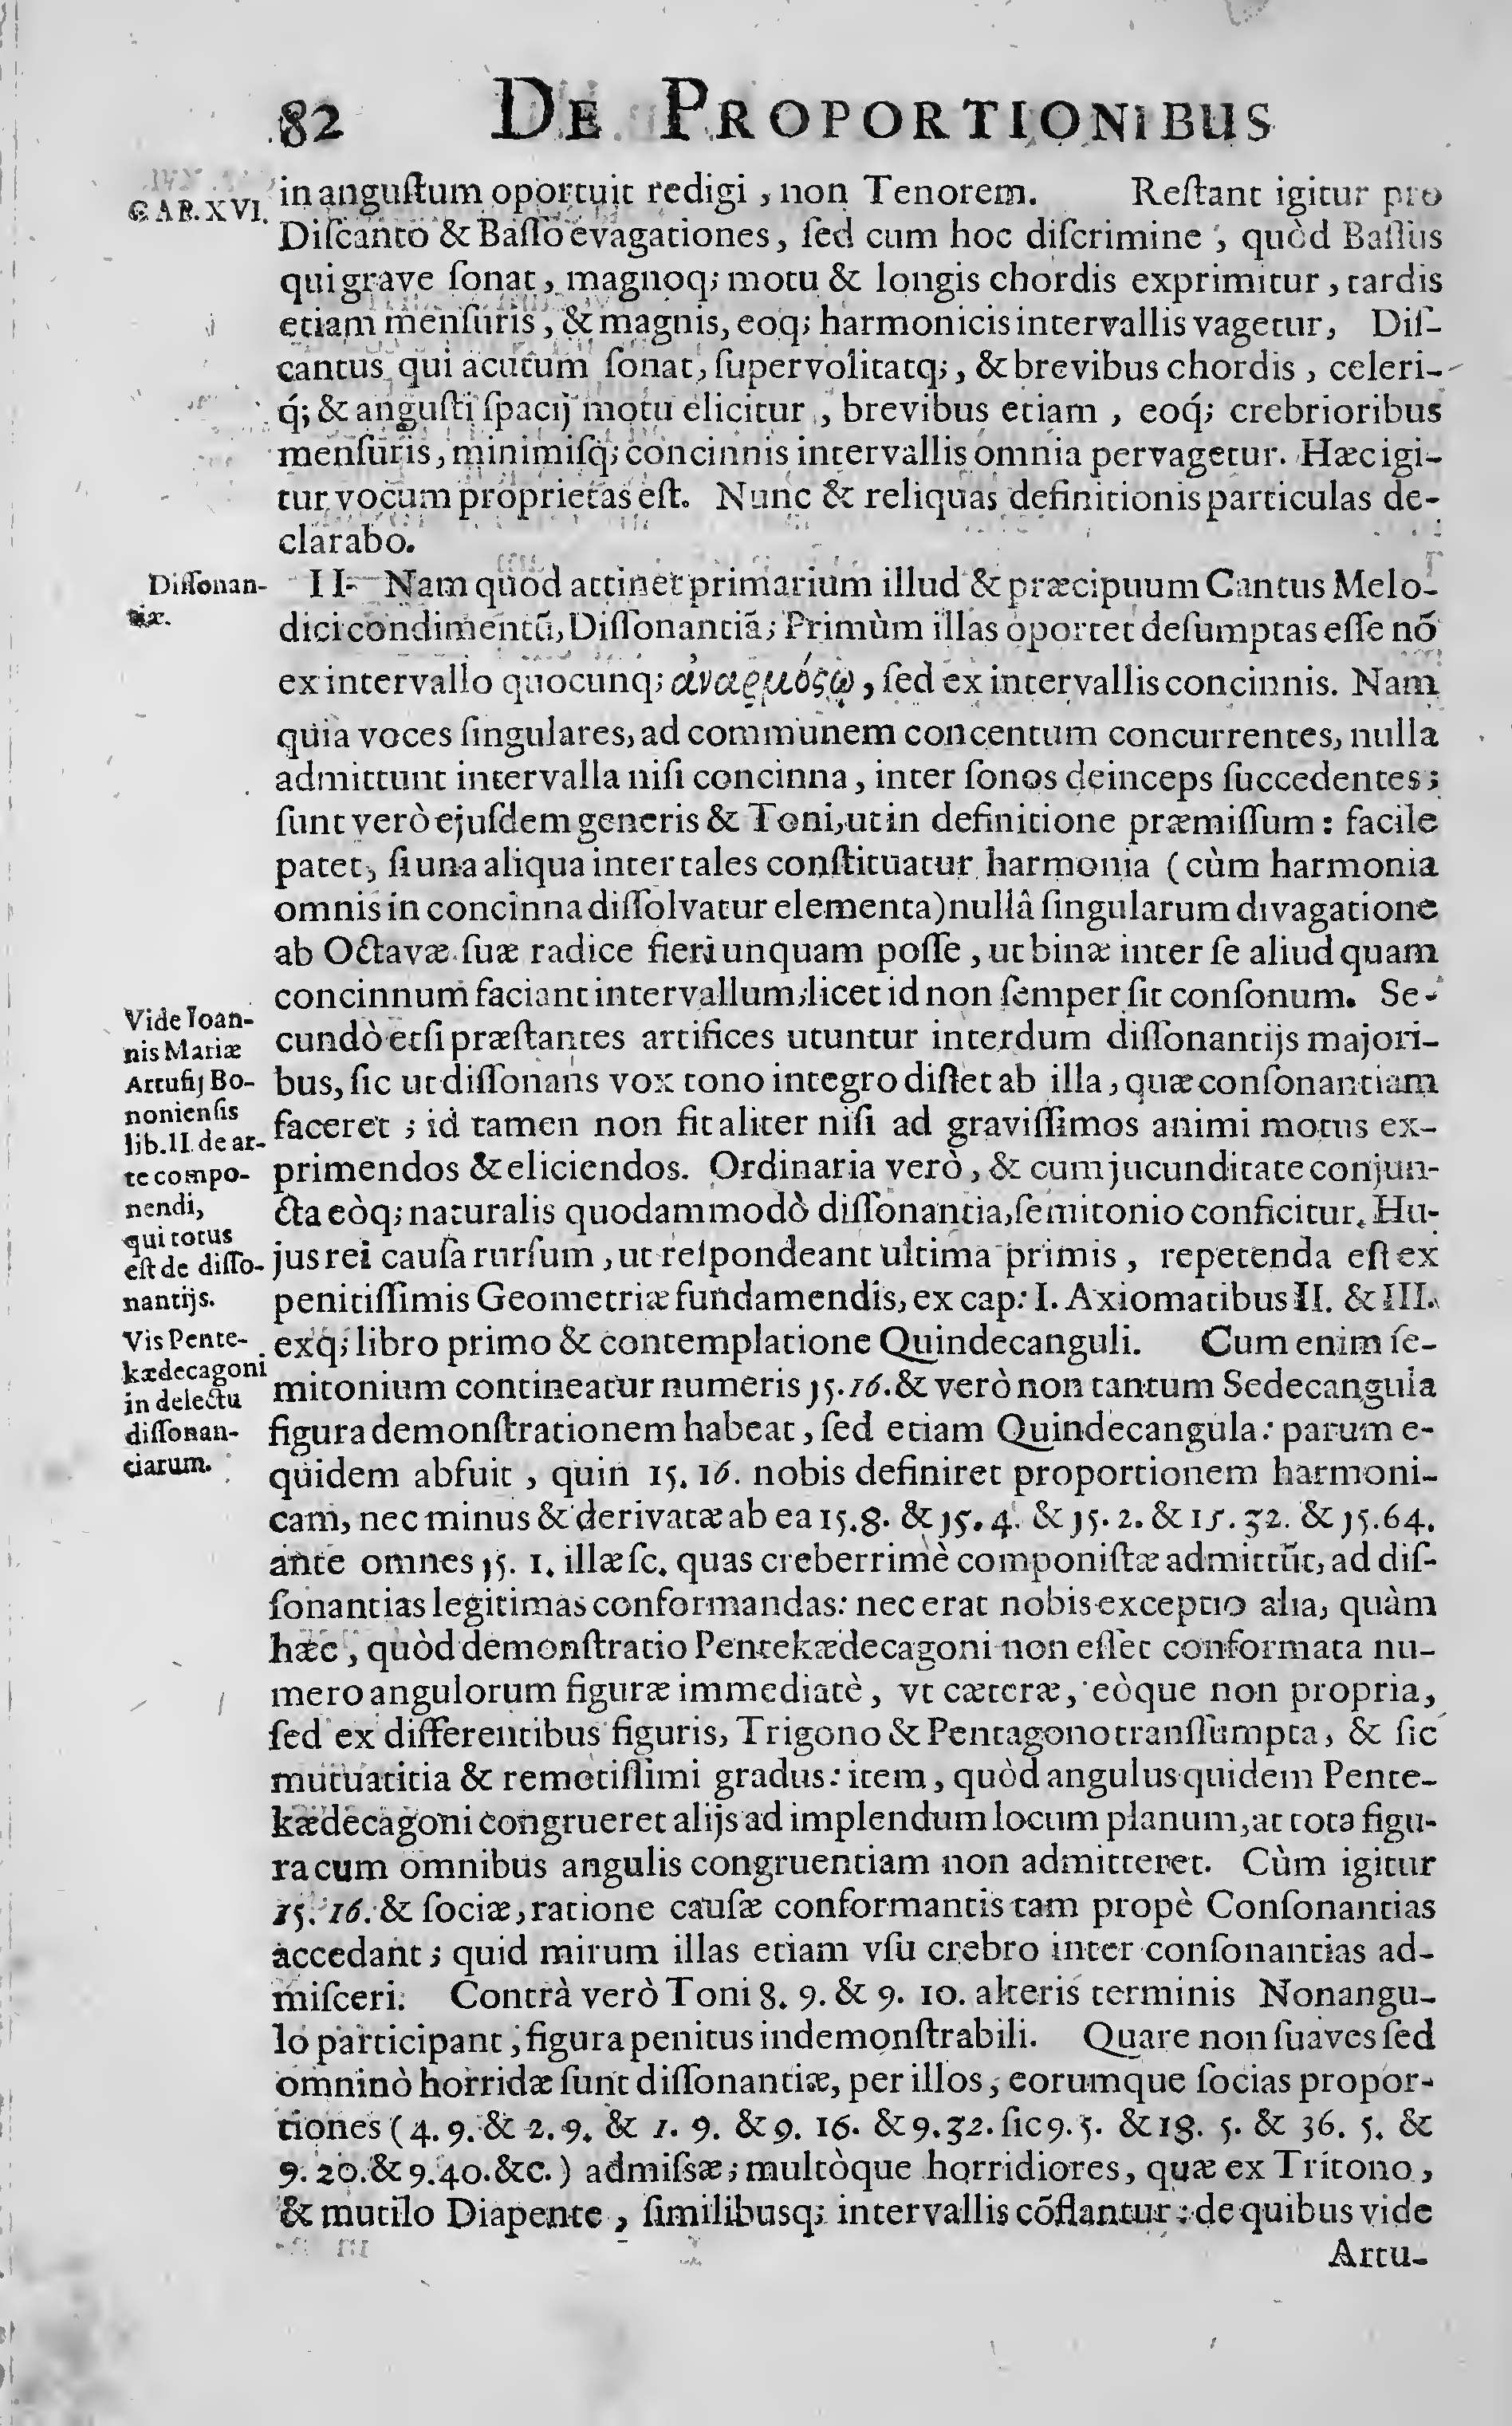 82 DE PROPORTIONIBUS
CAP. XVI.
in anguſtum oportuit redigi, non Tenorem. Reſtant igitur pro
Diſcanto & Baſſo evagationes, ſed cum hoc diſcrimine, quòd Baſſus
qui grave ſonat, magnoq; motu & longis chordis exprimitur, tardis
etiam menſuris, & magnis, eoq; harmonicis intervallis vagetur, Diſ-
cantus qui acutum ſonat, ſupervolitatq;, & brevibus chordis, celeri-
q́; & anguſti ſpacij motu elicitur, brevibus etiam, eoq́; crebrioribus
menſuris, minimiſq; concinnis intervallis omnia pervagetur. Hæc igi-
tur vocum proprietas eſt. Nunc & reliquas definitionis particulas de-
clarabo.
Diſſonan-
tiæ.
II. Nam quod attinet primarium illud & præcipuum Cantus Melo-
dici condimentũ, Diſſonantiã; Primùm illas oportet deſumptas eſſe nõ
ex intervallo quocunq; ἀναρμόςῳ, ſed ex intervallis concinnis. Nam
quia voces ſingulares, ad communem concentum concurrentes, nulla
admittunt intervalla niſi concinna, inter ſonos deinceps ſuccedentes;
ſunt verò ejuſdem generis & Toni, ut in definitione præmiſſum: facile
patet, ſi una aliqua inter tales conſtituatur harmonia (cùm harmonia
omnis in concinna diſſolvatur elementa) nullâ ſingularum divagatione
ab Octavæ ſuæ radice fieri unquam poſſe, ut binæ inter ſe aliud quam
concinnum faciant intervallum; licet id non ſemper ſit conſonum. Se-
cundò etſi præſtantes artifices utuntur interdum diſſonantijs majori-
bus, ſic ut diſſonans vox tono integro diſtet ab illa, quæ conſonantiam
faceret; id tamen non fit aliter niſi ad graviſſimos animi motus ex-
primendos & eliciendos. Ordinaria verò, & cum jucunditate conjun-
cta eòq; naturalis quodammodò diſſonantia, ſemitonio conficitur. Hu-
jus rei cauſa rurſum, ut reſpondeant ultima primis, repetenda eſt ex
penitiſſimis Geometriæ fundamendis, ex cap: I. Axiomatibus II. & III.
exq; libro primo & contemplatione Quindecanguli. Cum enim ſe-
mitonium contineatur numeris 15. 16. & verò non tantum Sedecangula
figura demonſtrationem habeat, ſed etiam Quindecangula: parum e-
quidem abfuit, quin 15. 16. nobis definiret proportionem harmoni-
cam, nec minus & derivatæ ab ea 15. 8. & 15. 4. & 15. 2. & 15. 32. & 15. 64.
ante omnes 15. 1. illæ ſc. quas creberrimè componiſtæ admittũt, ad diſ-
ſonantias legitimas conformandas: nec erat nobis exceptio alia, quàm
hæc, quòd demonſtratio Pentekædecagoni non eſſet conformata nu-
mero angulorum figuræ immediatè, vt cæteræ, eòque non propria,
ſed ex differentibus figuris, Trigono & Pentagono tranſſumpta, & ſic
mutuatitia & remotiſſimi gradus: item, quòd angulus quidem Pente-
kædecagoni congrueret alijs ad implendum locum planum, at tota figu-
ra cum omnibus angulis congruentiam non admitteret. Cùm igitur
15. 16. & ſociæ, ratione cauſæ conformantis tam propè Conſonantias
accedant; quid mirum illas etiam vſu crebro inter conſonantias ad-
miſceri. Contrà verò Toni 8. 9. & 9. 10. alteris terminis Nonangu-
lo participant, figura penitus indemonſtrabili. Quare non ſuaves ſed
omninò horridæ ſunt diſſonantiæ, per illos, eorumque ſocias propor-
tiones (4. 9. & 2. 9. & 1. 9. & 9. 16. & 9. 32. ſic 9. 5. & 18. 5. & 36. 5. &
9. 20. & 9. 40. &c.) admiſsæ; multòque horridiores, quæ ex Tritono,
& mutilo Diapente, ſimilibusq; intervallis cõflantur: de quibus vide
Artu-
Vide Ioan-
nis Mariæ
Artuſij Bo-
nonienſis
lib. II. de ar-
te compo-
nendi,
qui totus
eſt de diſſo-
nantijs.
Vis Pente-
kædecagoni
in delectu
diſſonan-
tiarum.